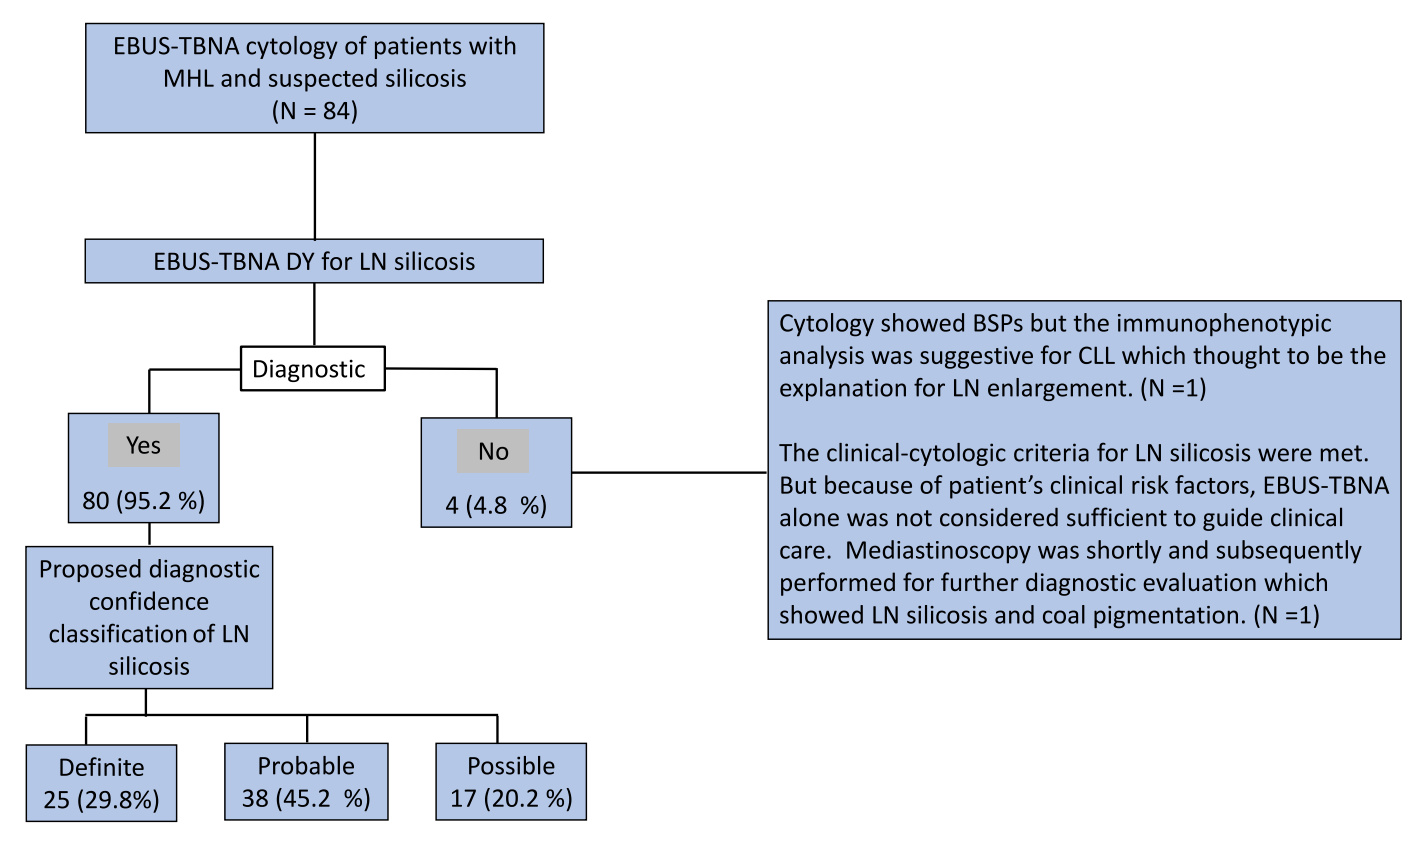 EBUS-TBNA cytology of patients with
MHL and suspected silicosis
(N = 84)
EBUS-TBNA DY for LN silicosis
Diagnostic
Yes
80 (95.2 %)
No
4 (4.8  %)
Cytology showed BSPs but the immunophenotypic
analysis was suggestive for CLL which thought to be the
explanation for LN enlargement. (N =1)
The clinical-cytologic criteria for LN silicosis were met.
But because of patient’s clinical risk factors, EBUS-TBNA
alone was not considered sufficient to guide clinical
care.  Mediastinoscopy was shortly and subsequently
performed for further diagnostic evaluation which
showed LN silicosis and coal pigmentation. (N =1)
Proposed diagnostic
confidence
classification of LN
silicosis
Definite
25 (29.8%)
Probable
38 (45.2  %)
Possible
17 (20.2 %)